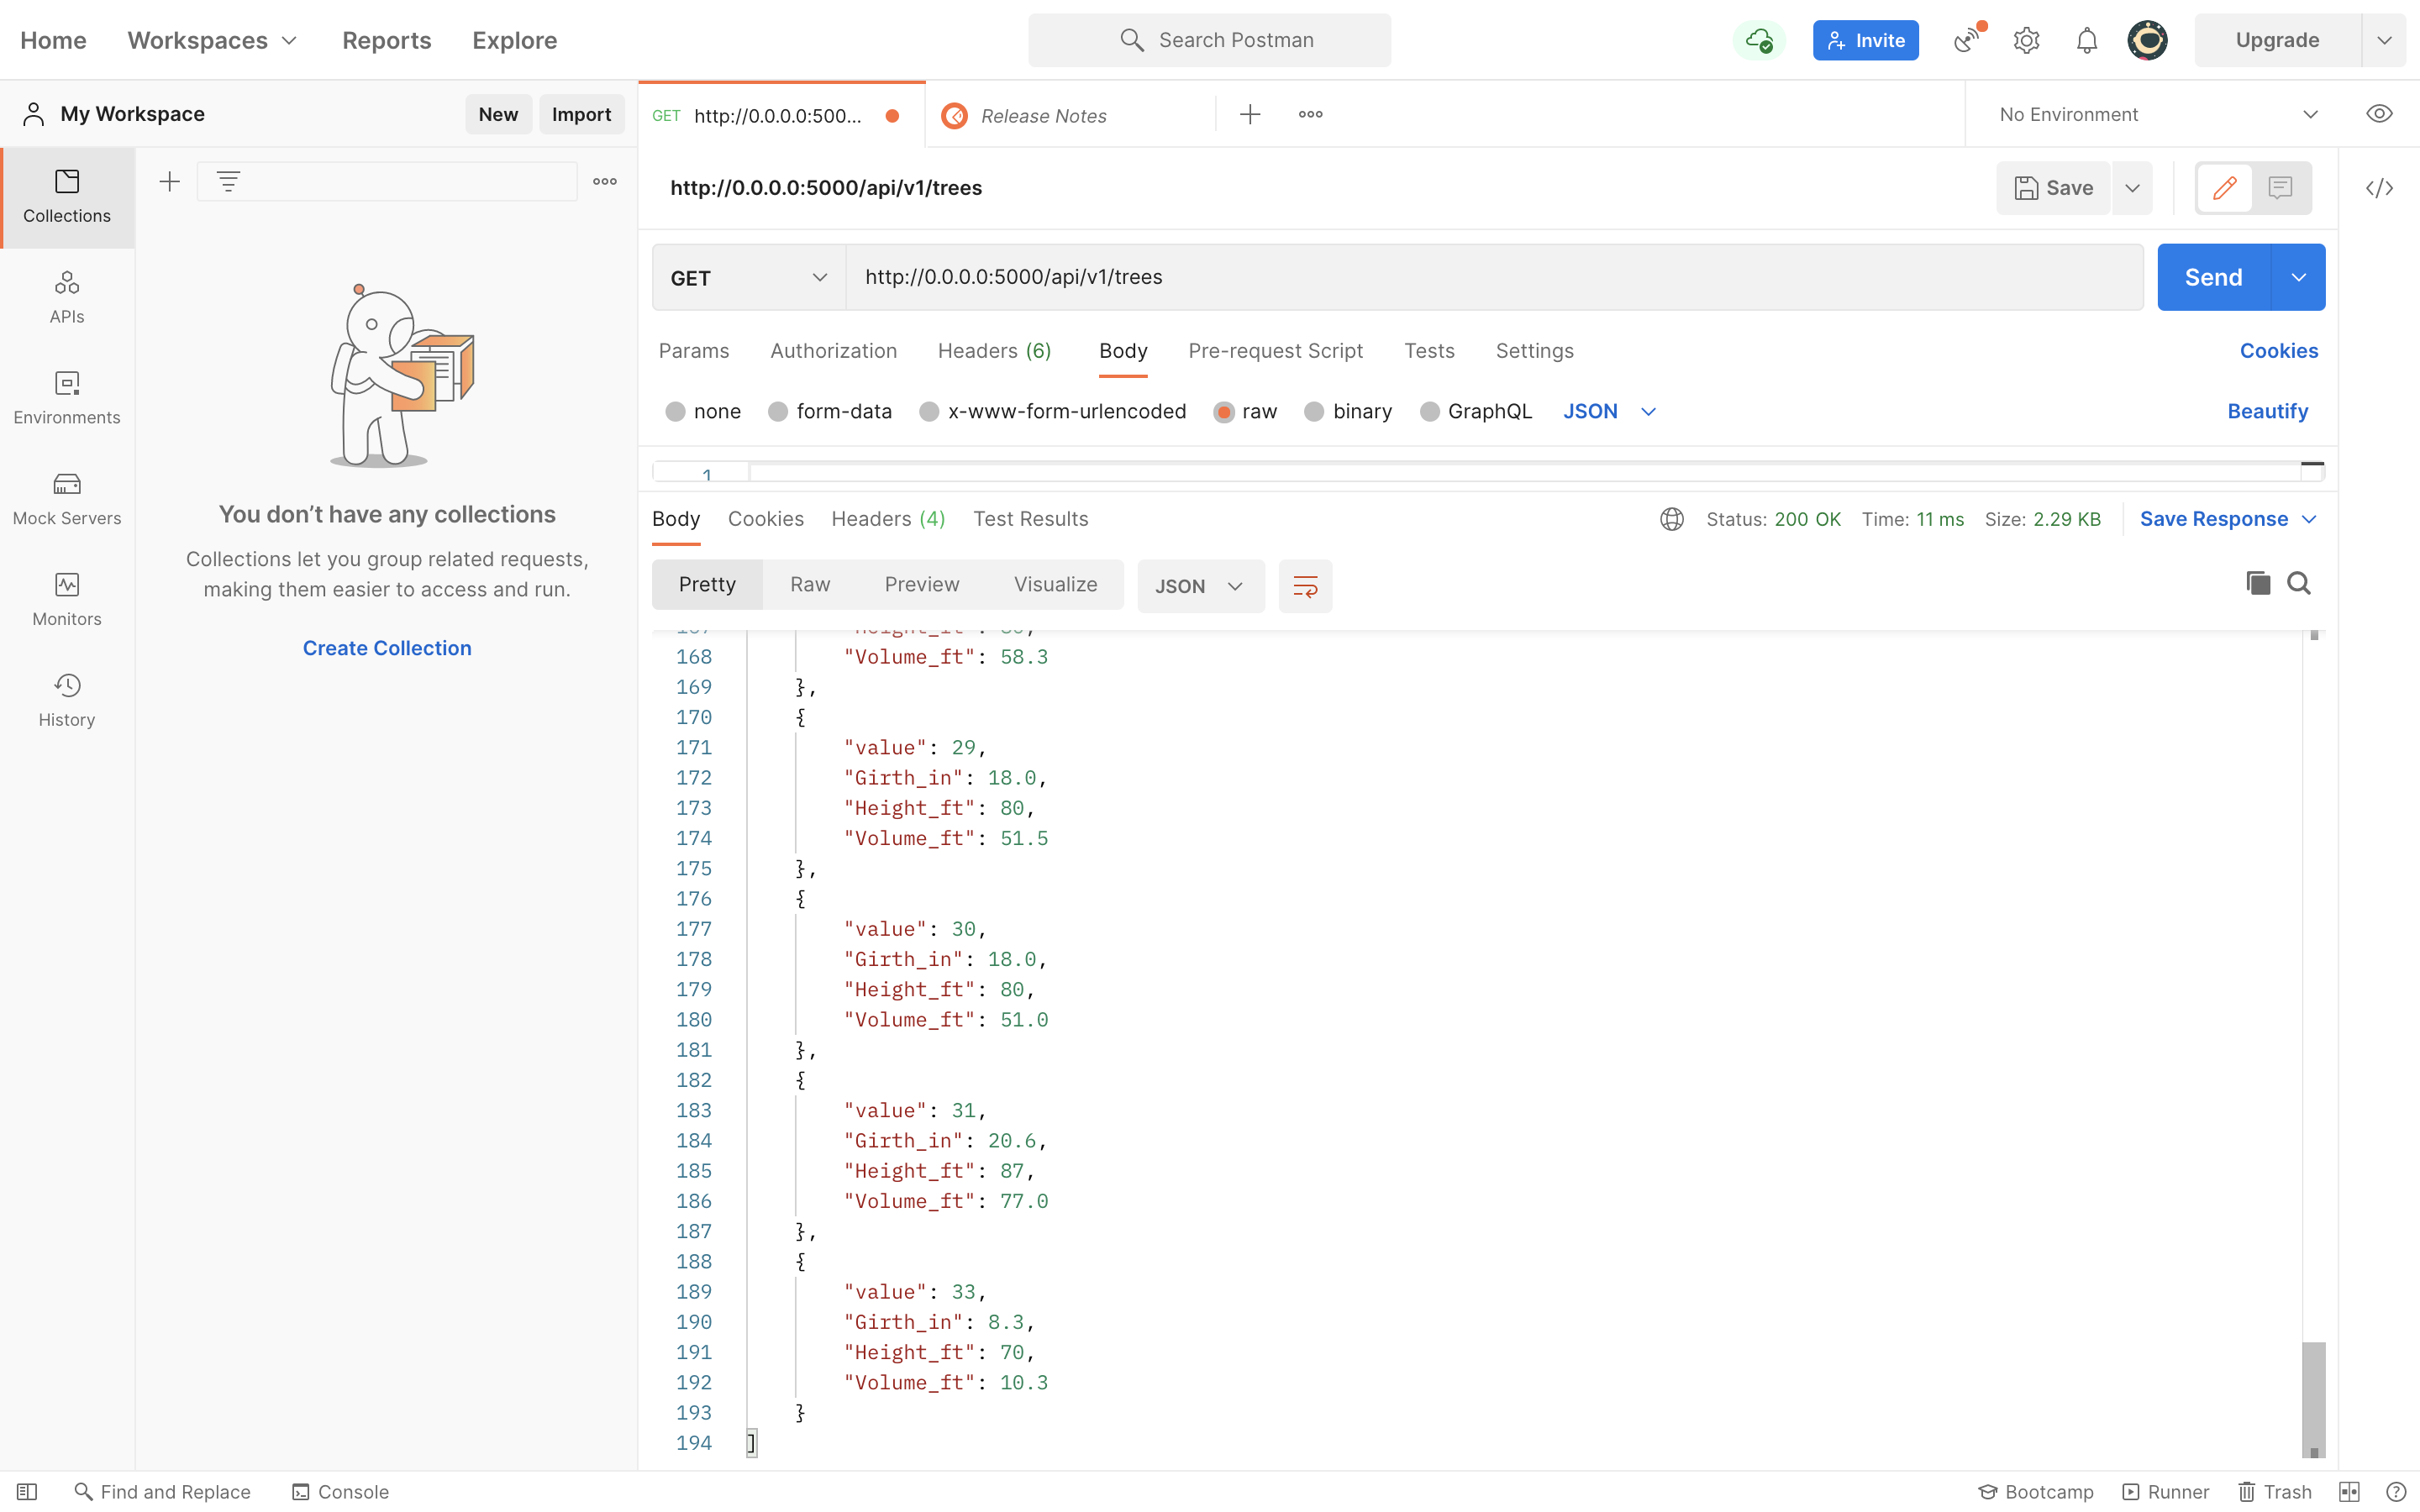 Home Workspaces Reports Explore Search Postman Invite Upgrade
My Workspace New Import GET http://0.0.0.0:500... Release Notes No Environment
Collections
APIs
Environments
Mock Servers
Monitors
History
You don’t have any collections
Collections let you group related requests,
making them easier to access and run.
Create Collection
http://0.0.0.0:5000/api/v1/trees Save
GET http://0.0.0.0:5000/api/v1/trees Send
Params Authorization Headers (6) Body Pre-request Script Tests Settings Cookies
none form-data x-www-form-urlencoded raw binary GraphQL JSON Beautify
1
Body Cookies Headers (4) Test Results Status: 200 OK Time: 11 ms Size: 2.29 KB Save Response
Pretty Raw Preview Visualize JSON
168 "Volume_ft": 58.3
169 },
170 {
171 "value": 29,
172 "Girth_in": 18.0,
173 "Height_ft": 80,
174 "Volume_ft": 51.5
175 },
176 {
177 "value": 30,
178 "Girth_in": 18.0,
179 "Height_ft": 80,
180 "Volume_ft": 51.0
181 },
182 {
183 "value": 31,
184 "Girth_in": 20.6,
185 "Height_ft": 87,
186 "Volume_ft": 77.0
187 },
188 {
189 "value": 33,
190 "Girth_in": 8.3,
191 "Height_ft": 70,
192 "Volume_ft": 10.3
193 }
194 ]
Find and Replace Console Bootcamp Runner Trash